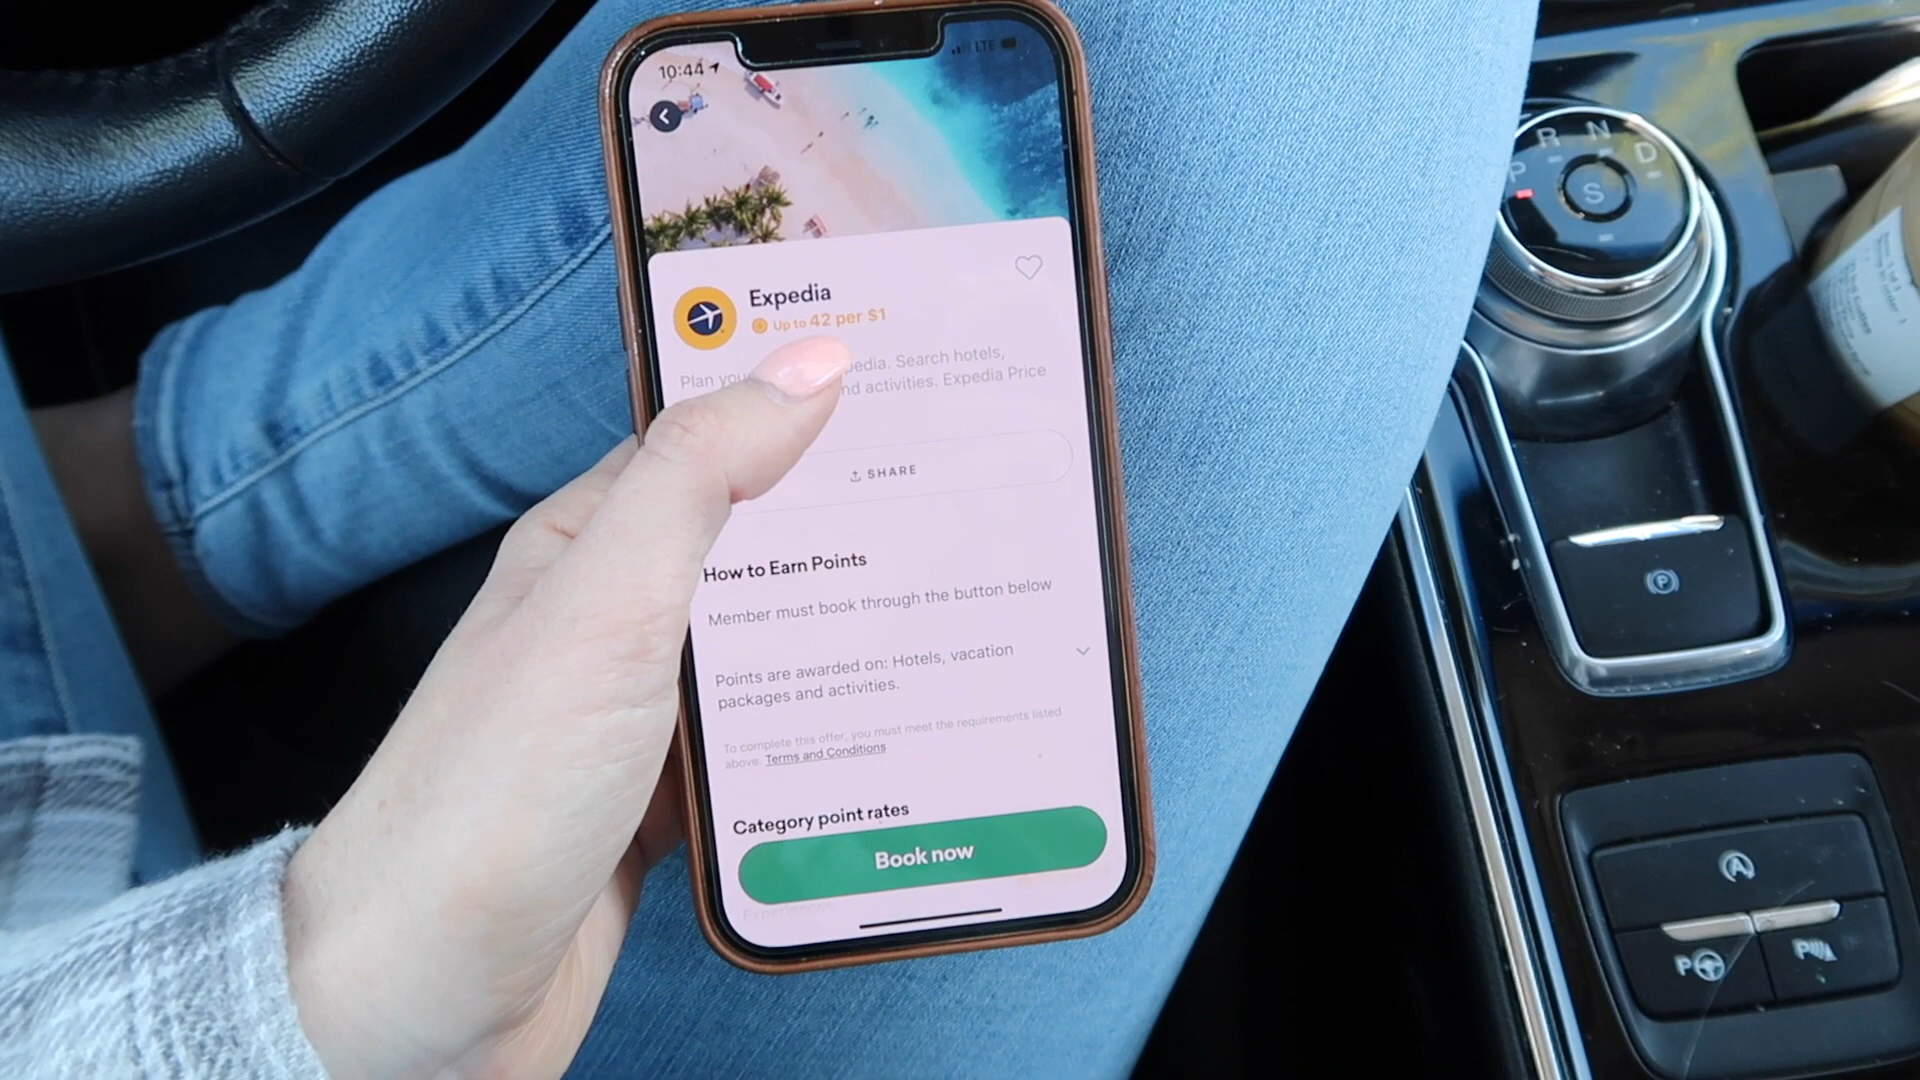 10:44
LTE
Expedia
Up to 42 per $1
Plan you pedia. Search hotels,
nd activities. Expedia Price
SHARE
How to Earn Points
Member must book through the button below
Points are awarded on: Hotels, vacation
packages and activities.
To complete this offer, you must meet the requirements listed
above. Terms and Conditions
Category point rates
Book now
P R N D
S
P
A
P
P